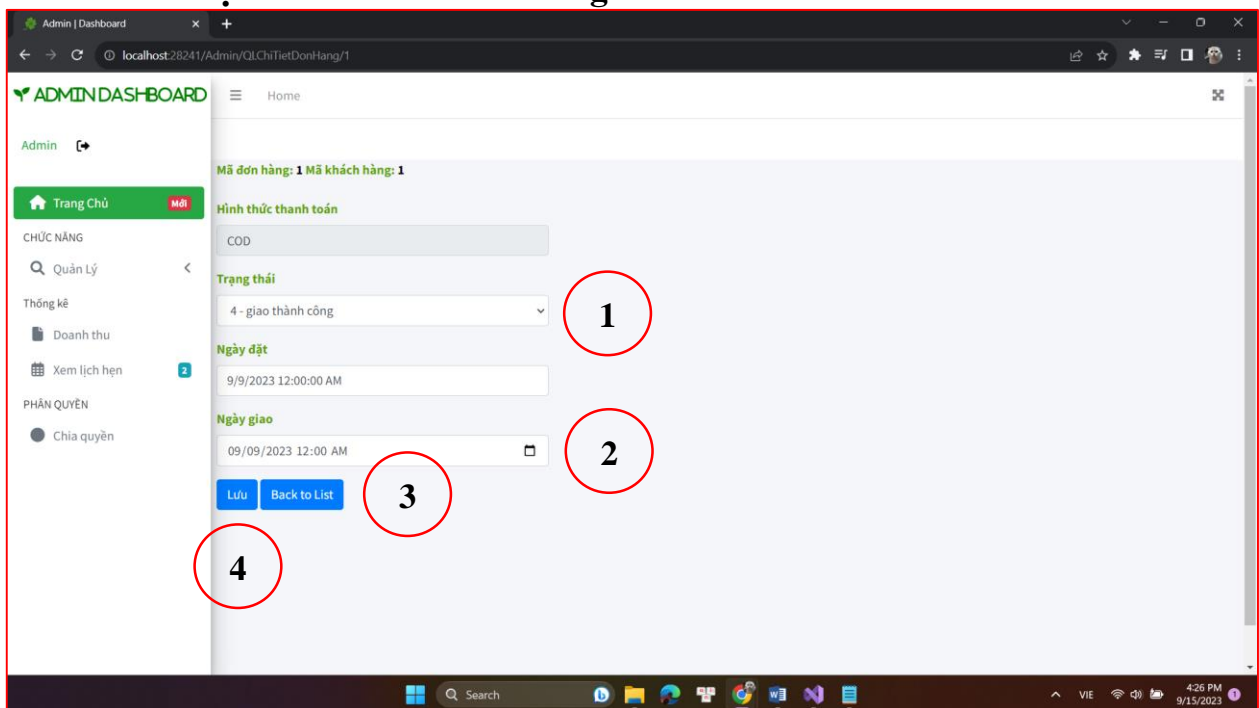 Admin | Dashboard
localhost:28241/Admin/QLChiTietDonHang/1
ADMIN DASHBOARD
Home
Admin
Mã đơn hàng: 1 Mã khách hàng: 1
Trang Chủ Mới
Hình thức thanh toán
CHỨC NĂNG
COD
Quản Lý
Trạng thái
Thống kê
4 - giao thành công
1
Doanh thu
Ngày đặt
Xem lịch hẹn 2
9/9/2023 12:00:00 AM
PHÂN QUYỀN
Ngày giao
Chia quyền
09/09/2023 12:00 AM
2
Lưu Back to List
3
4
Search
VIE
4:26 PM
9/15/2023
1